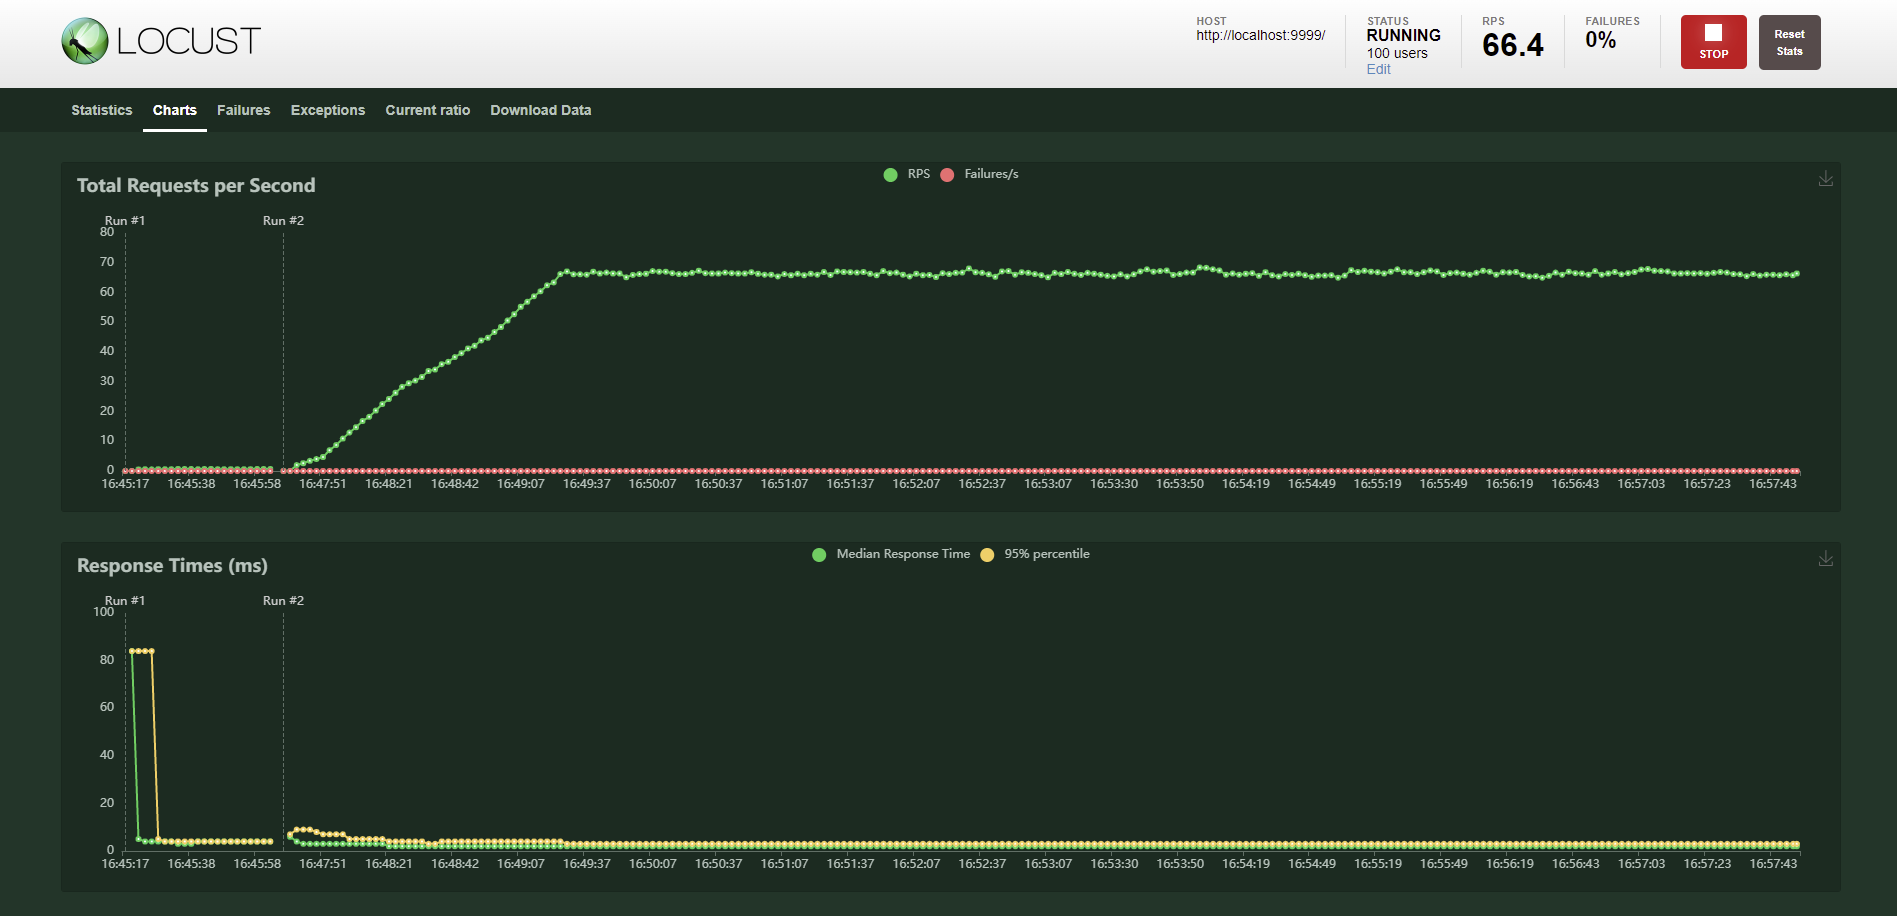 LOCUST
HOST
http://localhost:9999/
STATUS
RUNNING
100 users
Edit
RPS
66.4
FAILURES
0%
STOP
Reset
Stats
Statistics Charts Failures Exceptions Current ratio Download Data
Total Requests per Second
RPS Failures/s
Run #1 Run #2
80
70
60
50
40
30
20
10
0
16:45:17 16:45:38 16:45:58 16:47:51 16:48:21 16:48:42 16:49:07 16:49:37 16:50:07 16:50:37 16:51:07 16:51:37 16:52:07 16:52:37 16:53:07 16:53:30 16:53:50 16:54:19 16:54:49 16:55:19 16:55:49 16:56:19 16:56:43 16:57:03 16:57:23 16:57:43
Response Times (ms)
Median Response Time 95% percentile
Run #1 Run #2
100
80
60
40
20
0
16:45:17 16:45:38 16:45:58 16:47:51 16:48:21 16:48:42 16:49:07 16:49:37 16:50:07 16:50:37 16:51:07 16:51:37 16:52:07 16:52:37 16:53:07 16:53:30 16:53:50 16:54:19 16:54:49 16:55:19 16:55:49 16:56:19 16:56:43 16:57:03 16:57:23 16:57:43